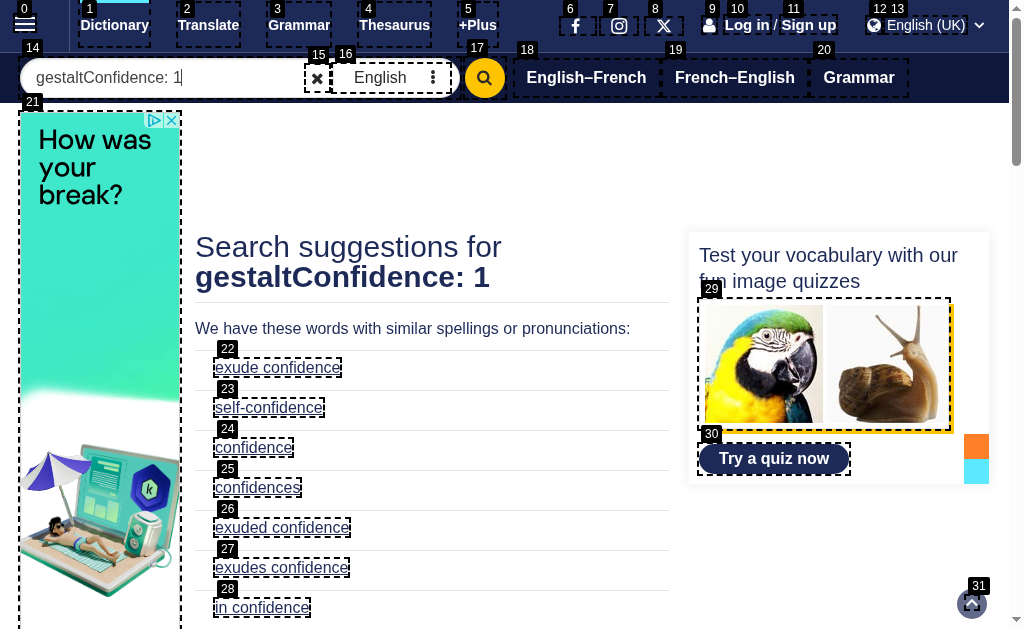 0 1 2 3 4 5 6 7 8 9 10 11 12 13
Dictionary Translate Grammar Thesaurus +Plus Log in / Sign up English (UK)
14 15 16 17 18 19 20
gestaltConfidence: 1 English English–French French–English Grammar
21
How was
your
break?
Search suggestions for
gestaltConfidence: 1
We have these words with similar spellings or pronunciations:
22
exude confidence
23
self-confidence
24
confidence
25
confidences
26
exuded confidence
27
exudes confidence
28
in confidence
Test your vocabulary with our
fun image quizzes
29
30
Try a quiz now
31